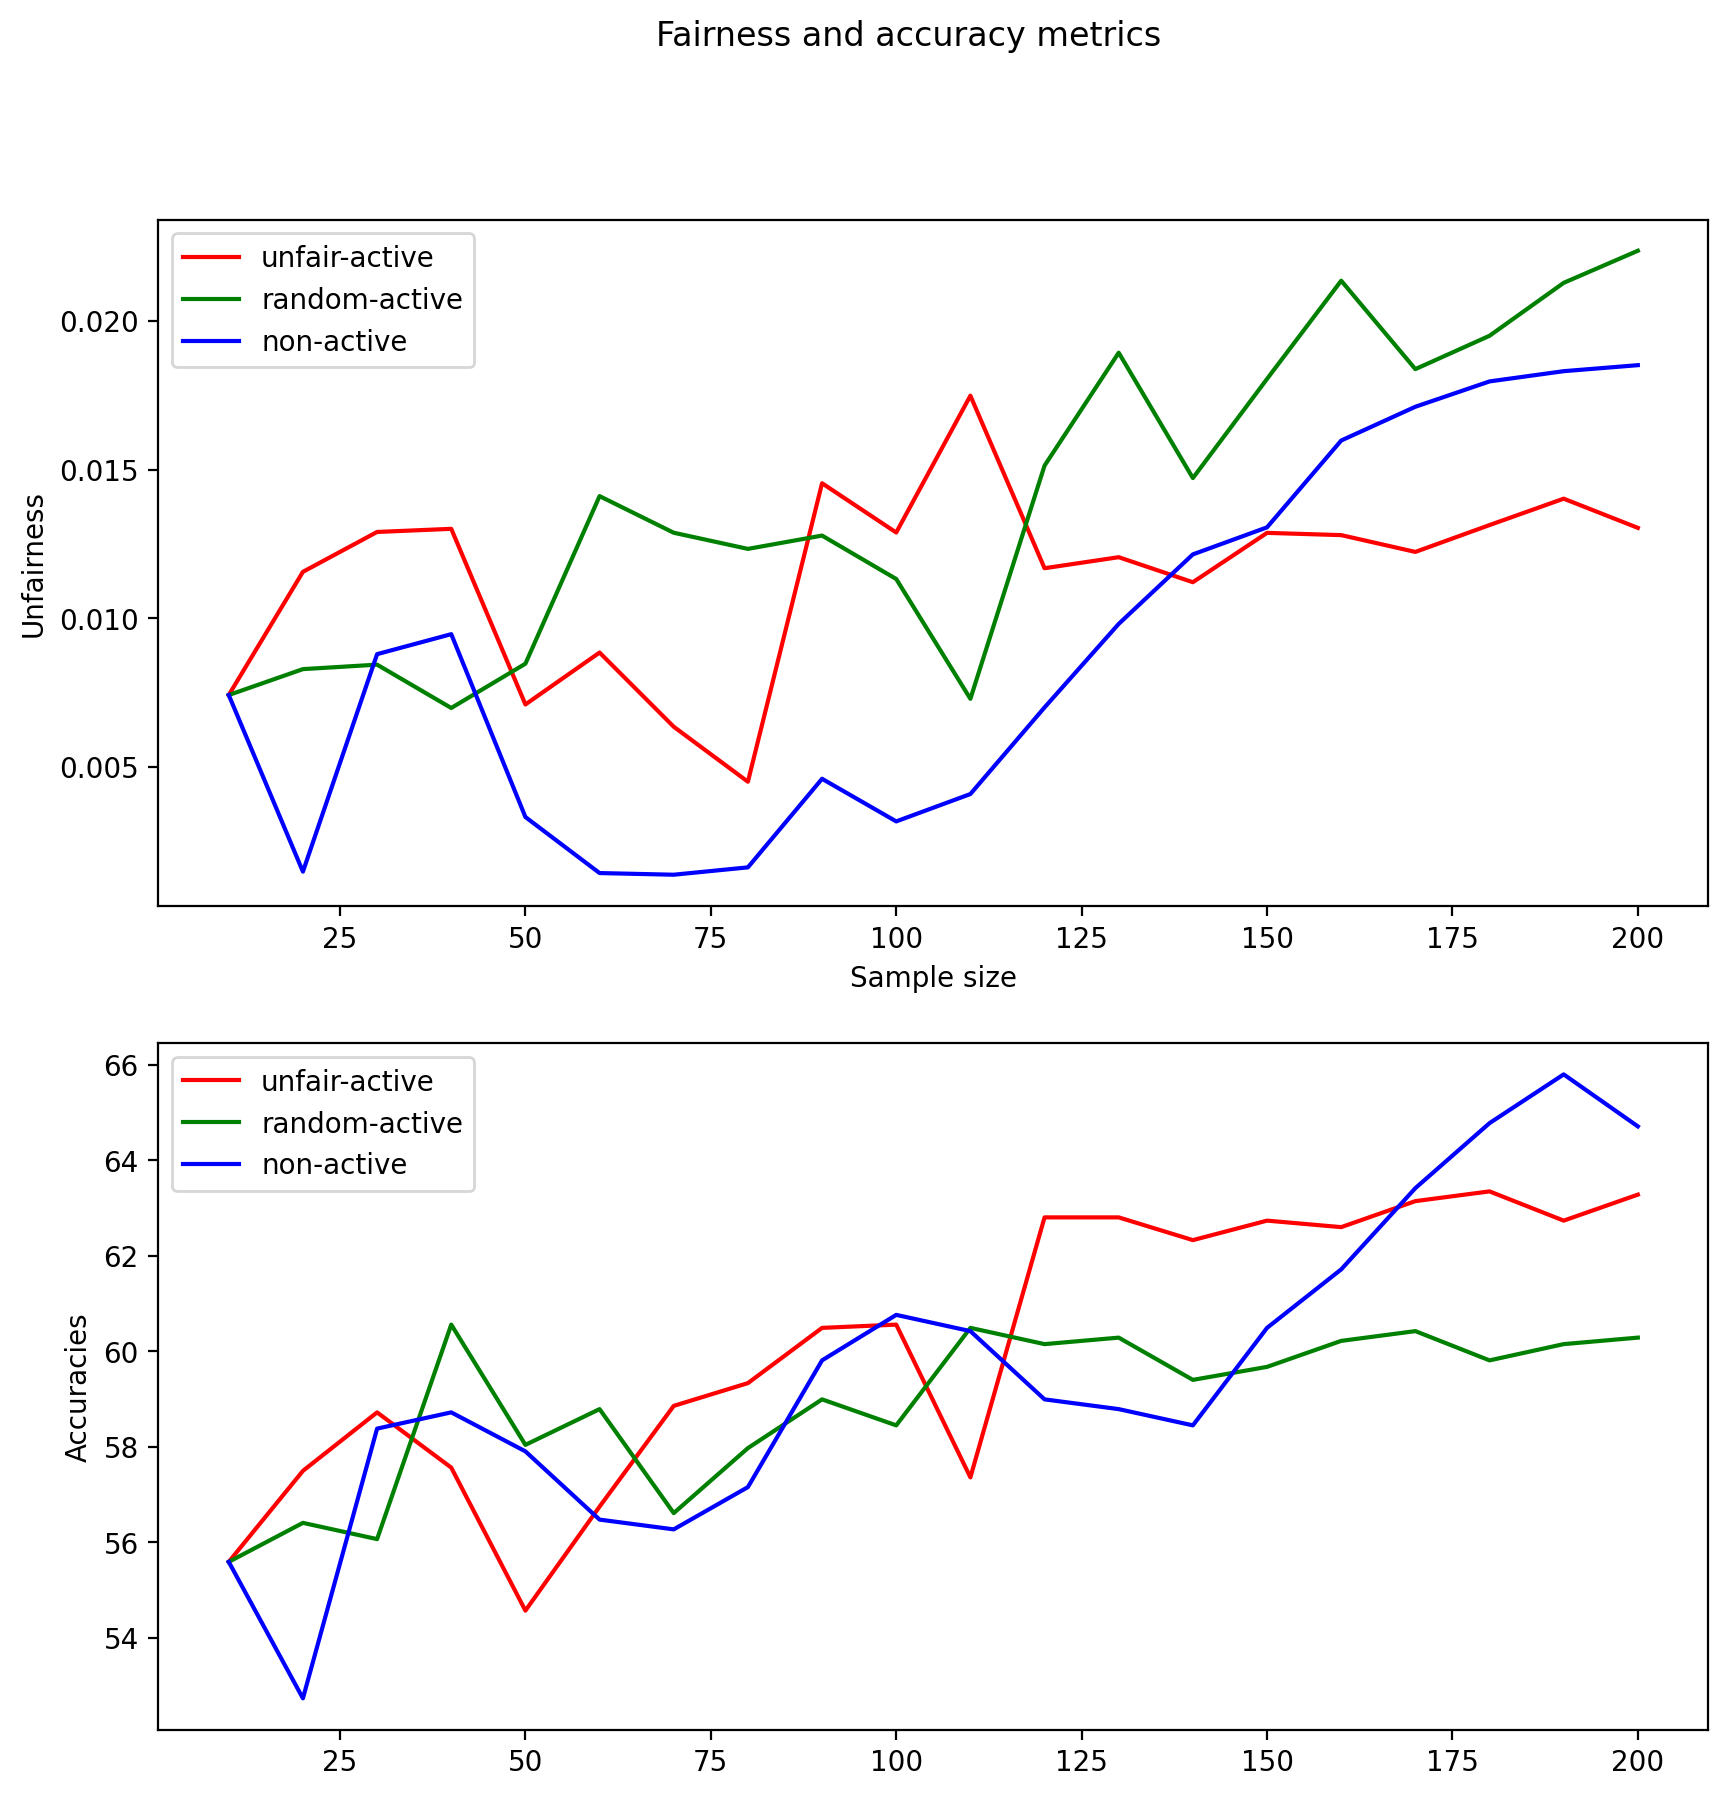 Fairness and accuracy metrics
unfair-active
random-active
non-active
0.020
0.015
0.010
0.005
Unfairness
25 50 75 100 125 150 175 200
Sample size
unfair-active
random-active
non-active
66
64
62
60
58
56
54
Accuracies
25 50 75 100 125 150 175 200